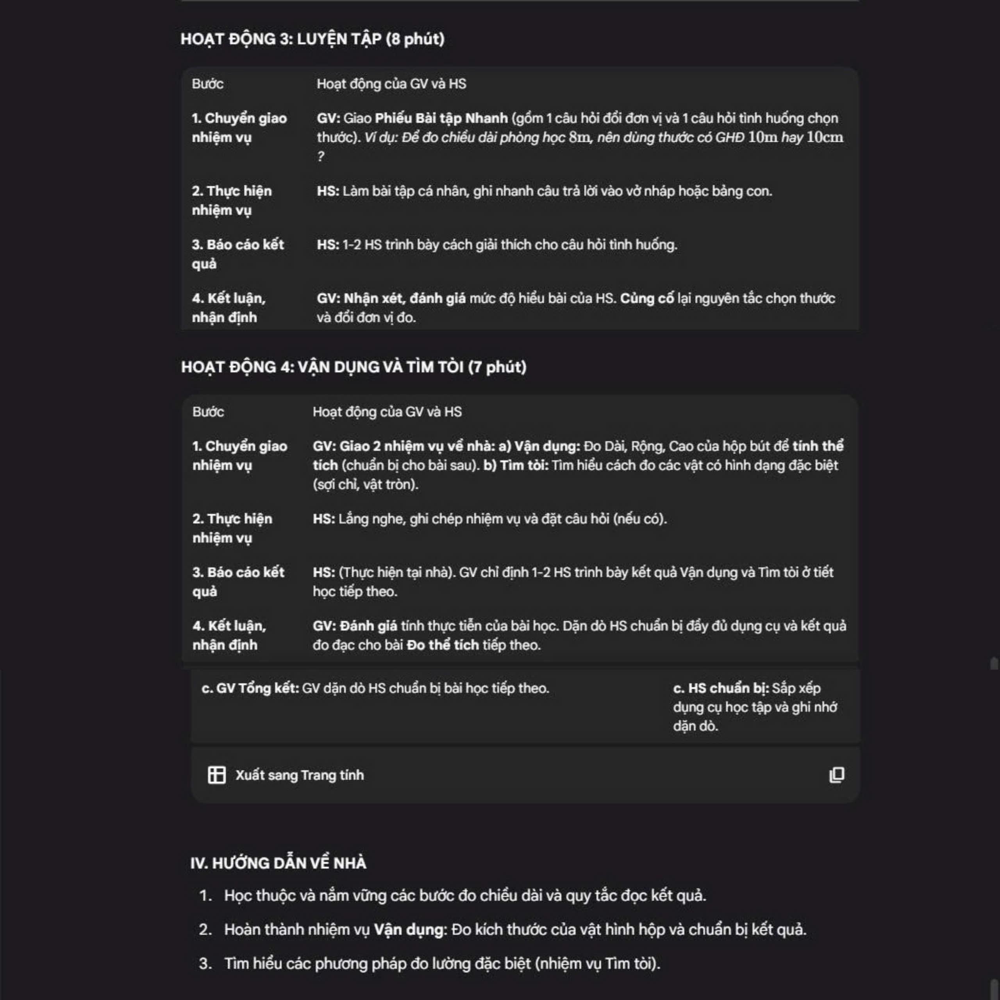 HOẠT ĐỘNG 3: LUYỆN TẬP (8 phút)
Bước
Hoạt động của GV và HS
1. Chuyển giao
nhiệm vụ
GV: Giao Phiếu Bài tập Nhanh (gồm 1 câu hỏi đổi đơn vị và 1 câu hỏi tình huống chọn
thước). Ví dụ: Để đo chiều dài phòng học 8m, nên dùng thước có GHĐ 10m hay 10cm
?
2. Thực hiện
nhiệm vụ
HS: Làm bài tập cá nhân, ghi nhanh câu trả lời vào vở nháp hoặc bảng con.
3. Báo cáo kết
quả
HS: 1-2 HS trình bày cách giải thích cho câu hỏi tình huống.
4. Kết luận,
nhận định
GV: Nhận xét, đánh giá mức độ hiểu bài của HS. Củng cố lại nguyên tắc chọn thước
và đổi đơn vị đo.
HOẠT ĐỘNG 4: VẬN DỤNG VÀ TÌM TÒI (7 phút)
Bước
Hoạt động của GV và HS
1. Chuyển giao
nhiệm vụ
GV: Giao 2 nhiệm vụ về nhà: a) Vận dụng: Đo Dài, Rộng, Cao của hộp bút để tính thể
tích (chuẩn bị cho bài sau). b) Tìm tòi: Tìm hiểu cách đo các vật có hình dạng đặc biệt
(sợi chỉ, vật tròn).
2. Thực hiện
nhiệm vụ
HS: Lắng nghe, ghi chép nhiệm vụ và đặt câu hỏi (nếu có).
3. Báo cáo kết
quả
HS: (Thực hiện tại nhà). GV chỉ định 1-2 HS trình bày kết quả Vận dụng và Tìm tòi ở tiết
học tiếp theo.
4. Kết luận,
nhận định
GV: Đánh giá tính thực tiễn của bài học. Dặn dò HS chuẩn bị đầy đủ dụng cụ và kết quả
đo đạc cho bài Đo thể tích tiếp theo.
c. GV Tổng kết: GV dặn dò HS chuẩn bị bài học tiếp theo.
c. HS chuẩn bị: Sắp xếp
dụng cụ học tập và ghi nhớ
dặn dò.
Xuất sang Trang tính
IV. HƯỚNG DẪN VỀ NHÀ
1. Học thuộc và nắm vững các bước đo chiều dài và quy tắc đọc kết quả.
2. Hoàn thành nhiệm vụ Vận dụng: Đo kích thước của vật hình hộp và chuẩn bị kết quả.
3. Tìm hiểu các phương pháp đo lường đặc biệt (nhiệm vụ Tìm tòi).